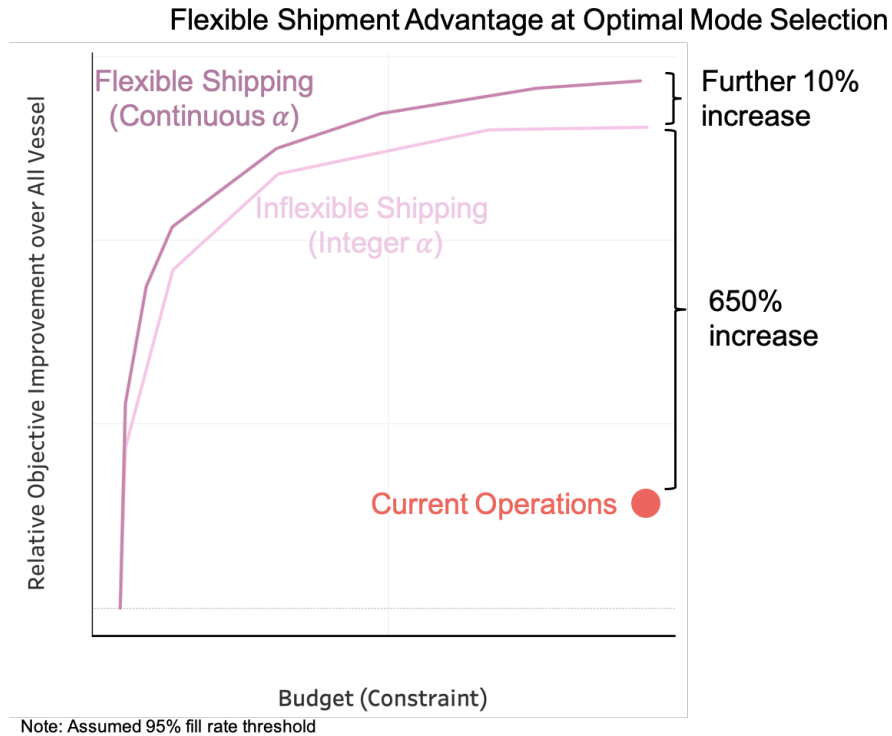 Flexible Shipment Advantage at Optimal Mode Selection
Flexible Shipping
(Continuous α)
Further 10%
increase
Inflexible Shipping
(Integer α)
650%
increase
Current Operations
Relative Objective Improvement over All Vessel
Budget (Constraint)
Note: Assumed 95% fill rate threshold